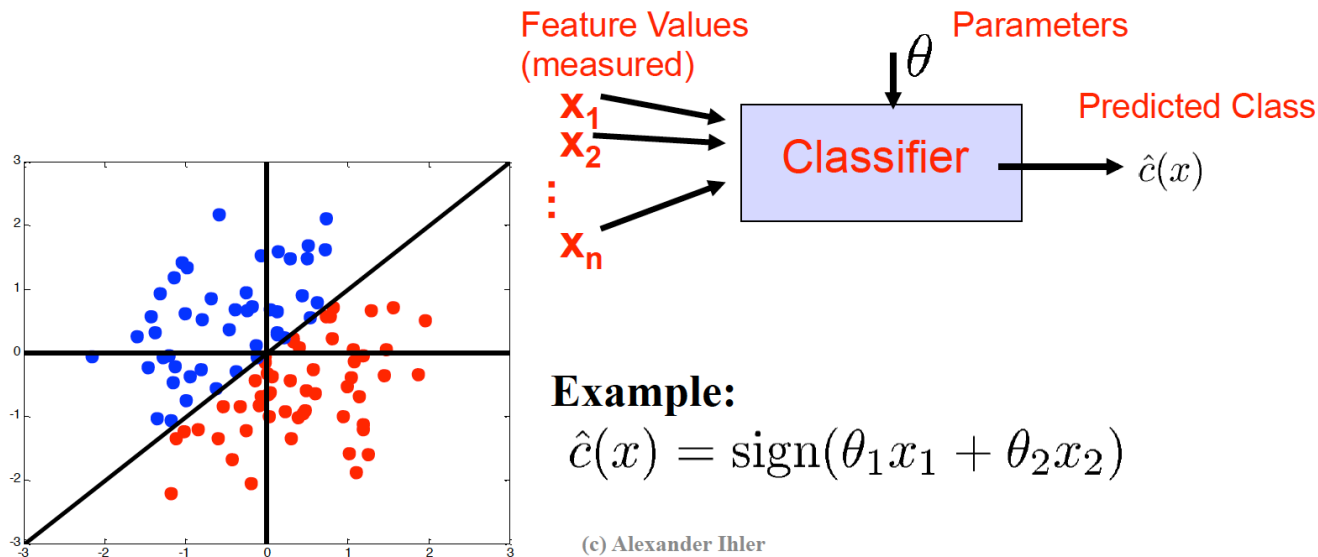 Feature Values
(measured)
Parameters
θ
x₁
x₂
⋮
xₙ
Classifier
Predicted Class
ĉ(x)
3
2
1
0
-1
-2
-3
-3
-2
-1
0
1
2
3
Example:
ĉ(x) = sign(θ₁x₁ + θ₂x₂)
(c) Alexander Ihler